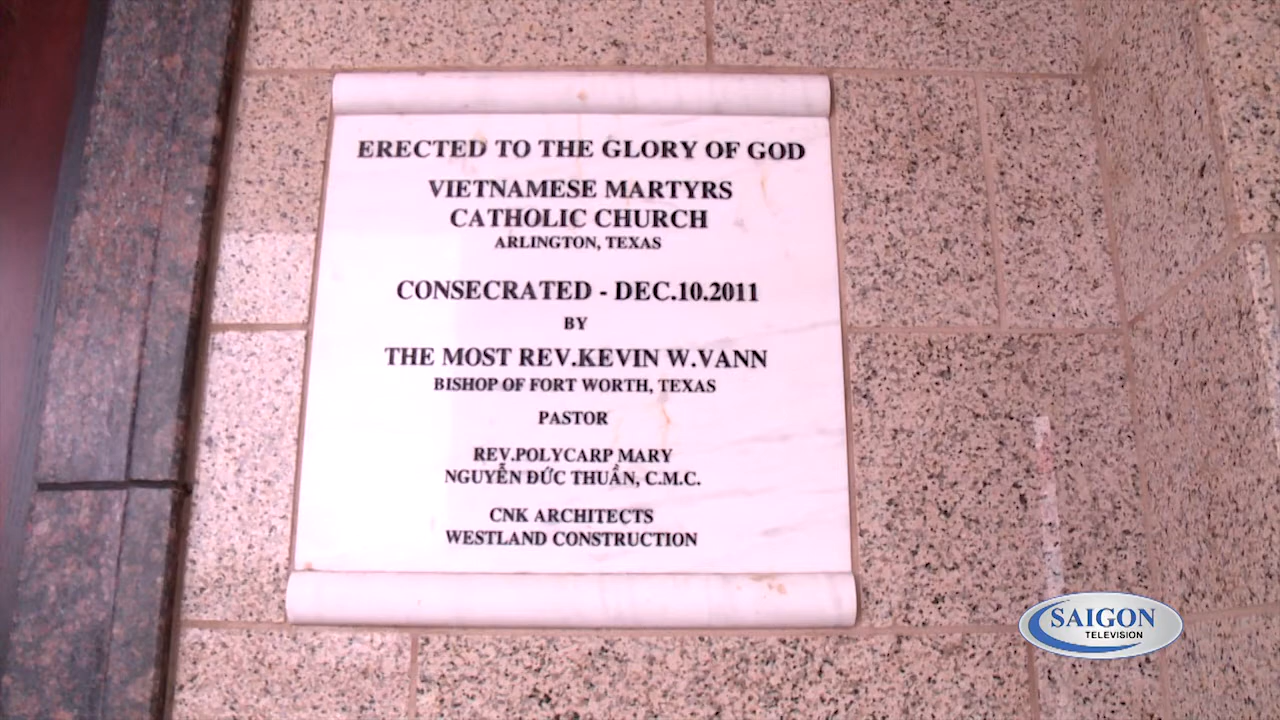 ERECTED TO THE GLORY OF GOD
VIETNAMESE MARTYRS
CATHOLIC CHURCH
ARLINGTON, TEXAS
CONSECRATED - DEC.10.2011
BY
THE MOST REV.KEVIN W.VANN
BISHOP OF FORT WORTH, TEXAS
PASTOR
REV.POLYCARP MARY
NGUYỄN ĐỨC THUẦN, C.M.C.
CNK ARCHITECTS
WESTLAND CONSTRUCTION
SAIGON
TELEVISION